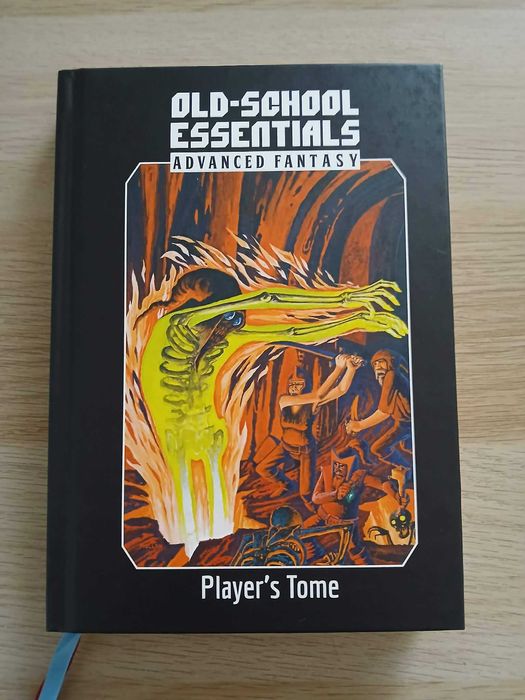 OLD-SCHOOL
ESSENTIALS
ADVANCED FANTASY
Player's Tome